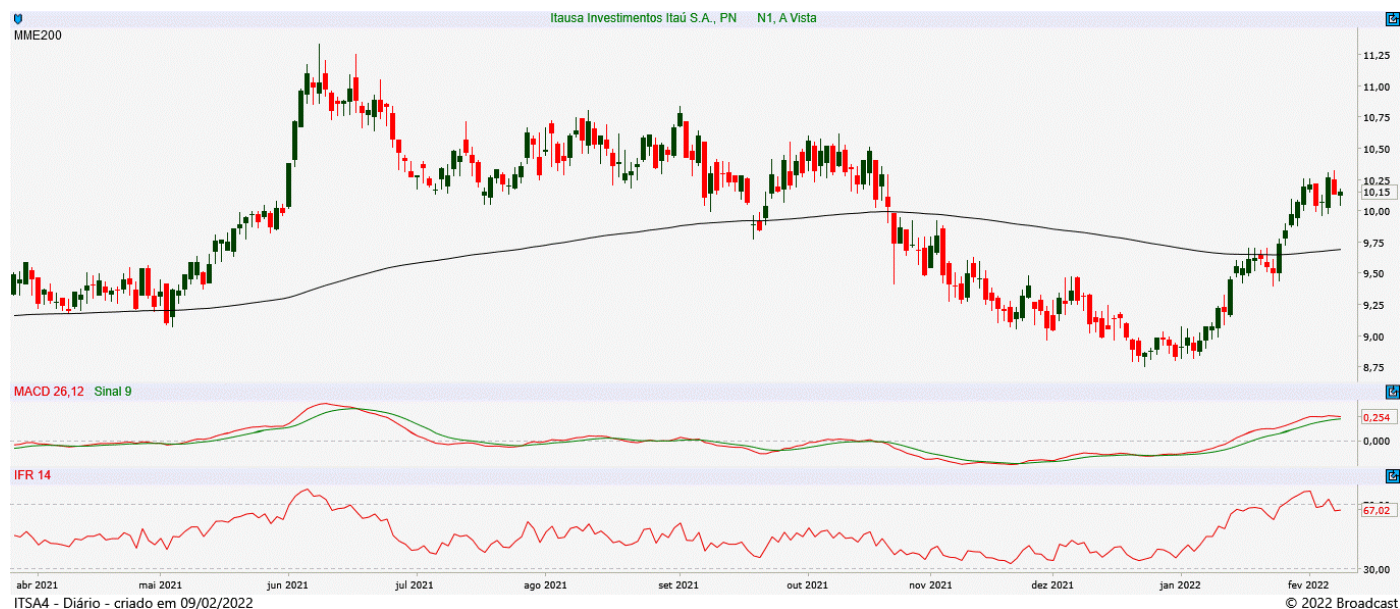 Itausa Investimentos Itaú S.A., PN N1, A Vista
MME200
11,25
11,00
10,75
10,50
10,25
10,15
10,00
9,75
9,50
9,25
9,00
8,75
MACD 26,12 Sinal 9
0,254
0,000
IFR 14
67,02
30,00
abr 2021 mai 2021 jun 2021 jul 2021 ago 2021 set 2021 out 2021 nov 2021 dez 2021 jan 2022 fev 2022
ITSA4 - Diário - criado em 09/02/2022 © 2022 Broadcast